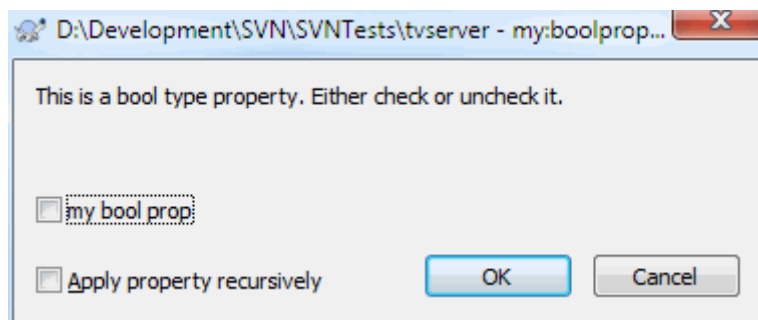 D:\Development\SVN\SVNTests\tvserver - my:boolprop...
This is a bool type property. Either check or uncheck it.
my bool prop
Apply property recursively
OK
Cancel